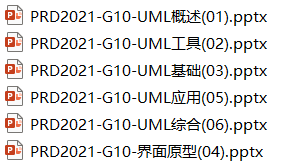 PRD2021-G10-UML概述(01).pptx
PRD2021-G10-UML工具(02).pptx
PRD2021-G10-UML基础(03).pptx
PRD2021-G10-UML应用(05).pptx
PRD2021-G10-UML综合(06).pptx
PRD2021-G10-界面原型(04).pptx